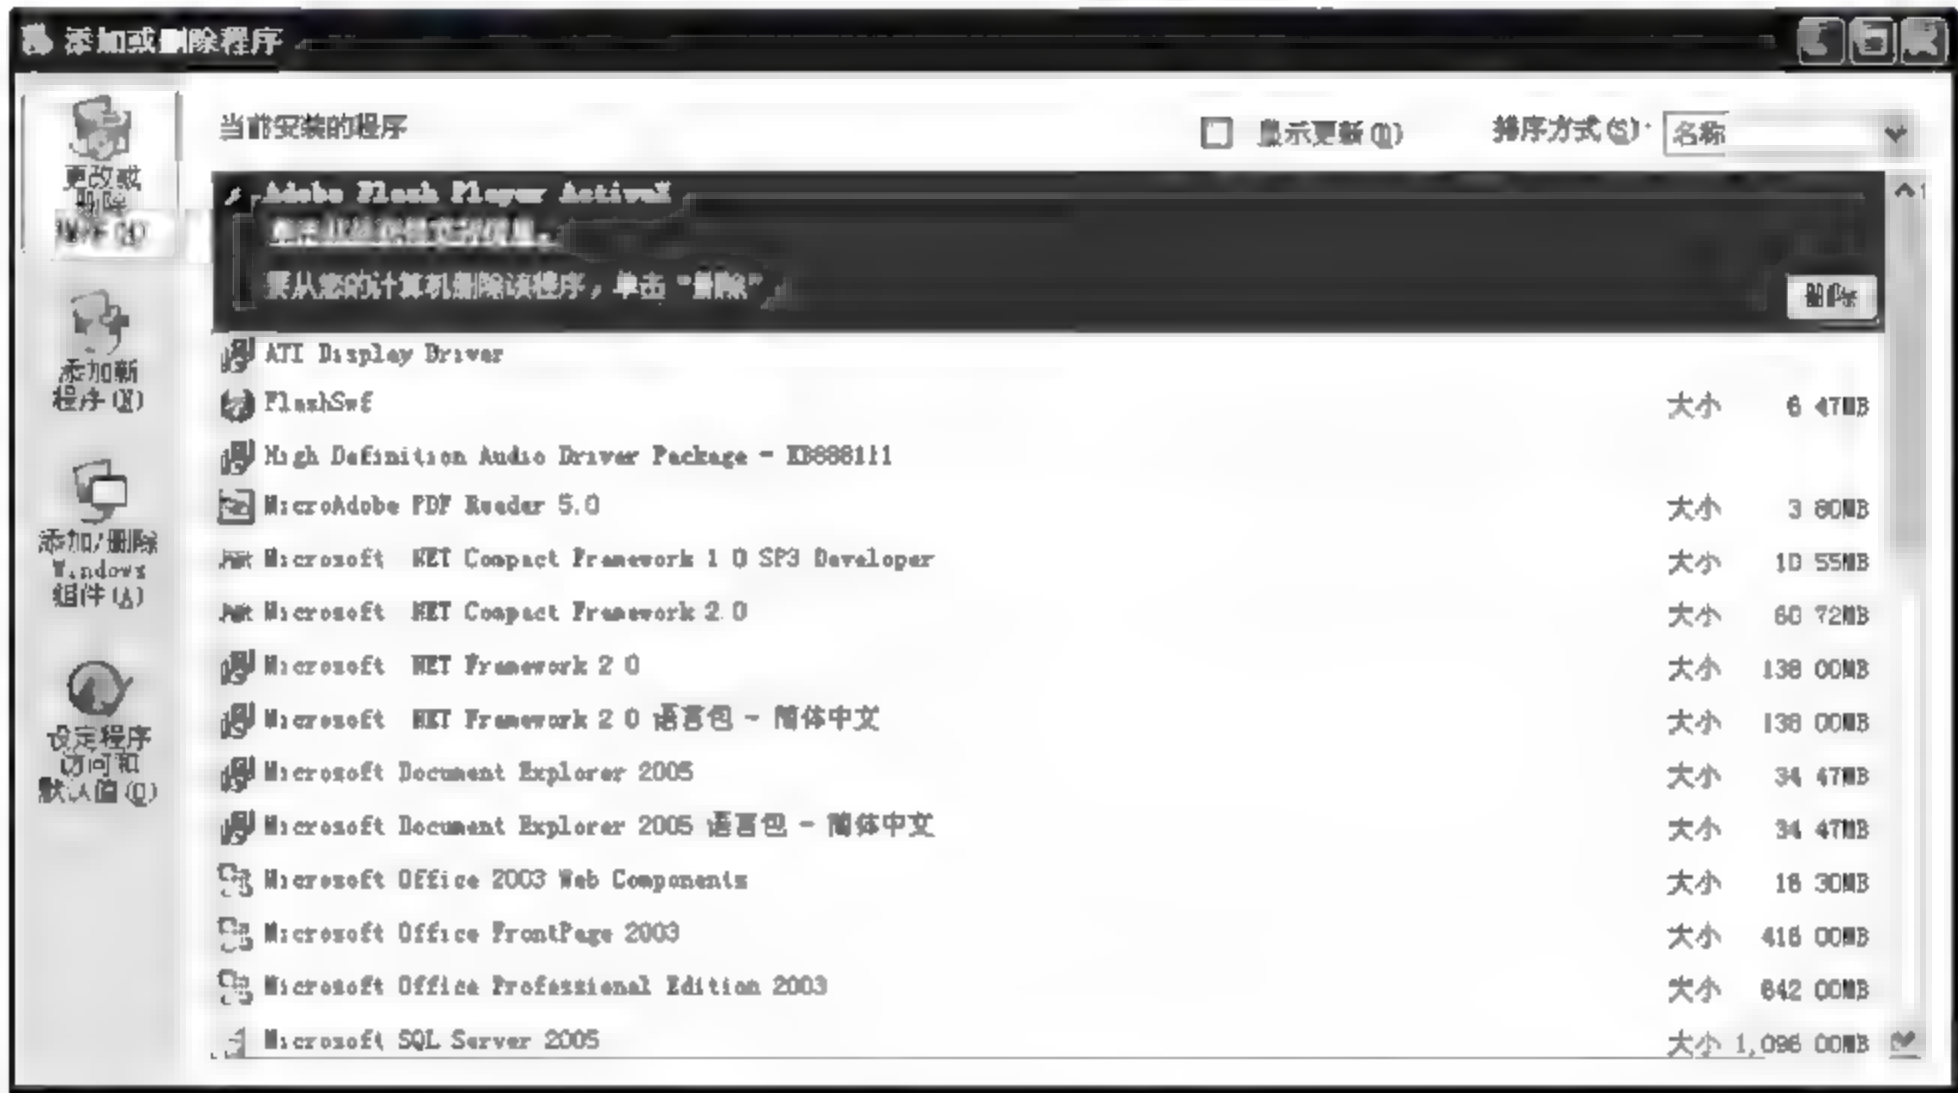 添加或删除程序
更改或
删除
程序(H)
添加新
程序(N)
添加/删除
Windows
组件(A)
设定程序
访问和
默认值(O)
当前安装的程序
显示更新(D)
排序方式(S):
名称
Adobe Flash Player ActiveX
单击以获得支持信息。
要从您的计算机删除该程序，单击“删除”
删除
ATI Display Driver
FlashSwf 大小 6 47MB
High Definition Audio Driver Package - KB888111
MicroAdobe PDF Reader 5.0 大小 3 80MB
Microsoft NET Compact Framework 1 0 SP3 Developer 大小 10 55MB
Microsoft NET Compact Framework 2.0 大小 60 72MB
Microsoft NET Framework 2 0 大小 138 00MB
Microsoft NET Framework 2 0 语言包 - 简体中文 大小 138 00MB
Microsoft Document Explorer 2005 大小 34 47MB
Microsoft Document Explorer 2005 语言包 - 简体中文 大小 34 47MB
Microsoft Office 2003 Web Components 大小 16 30MB
Microsoft Office FrontPage 2003 大小 416 00MB
Microsoft Office Professional Edition 2003 大小 642 00MB
Microsoft SQL Server 2005 大小 1,096 00MB